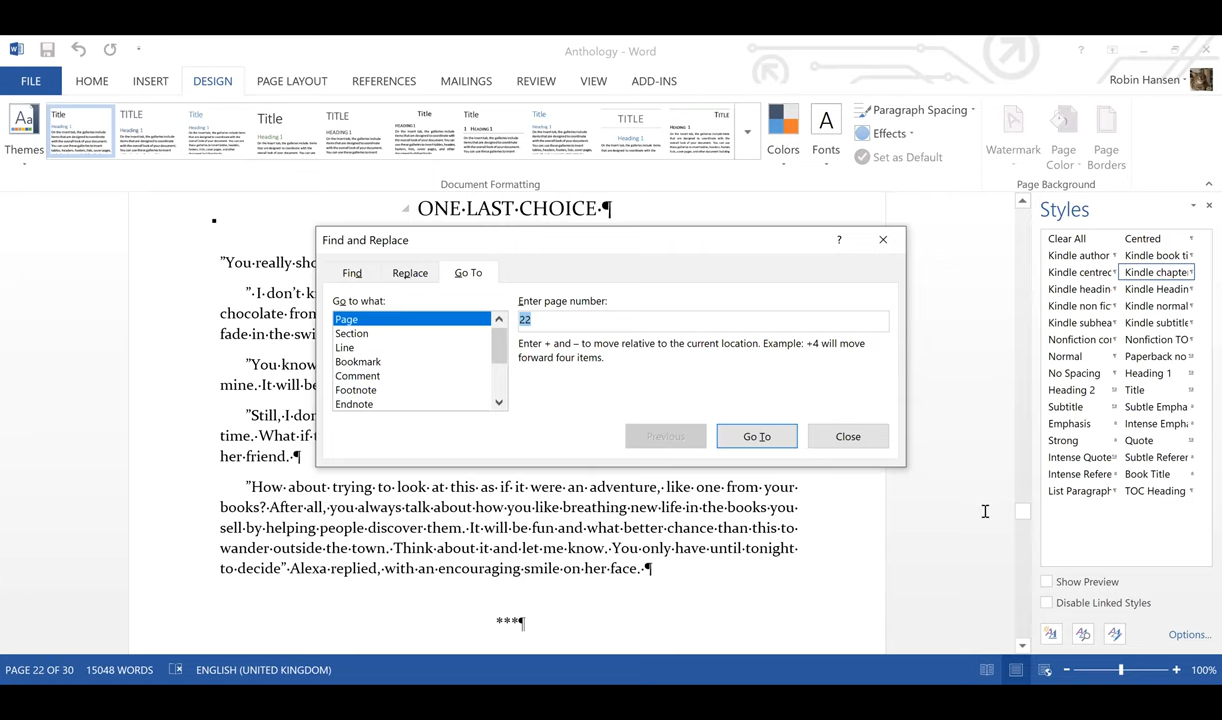 Anthology - Word
?
FILE
HOME
INSERT
DESIGN
PAGE LAYOUT
REFERENCES
MAILINGS
REVIEW
VIEW
ADD-INS
Robin Hansen
Aa
Themes
Title
TITLE
Title
Title
TITLE
TITLE
Title
Title
TITLE
TITLE
Colors
A
Fonts
Paragraph Spacing
Effects
Set as Default
Watermark
Page
Color
Page
Borders
Document Formatting
Page Background
ONE·LAST·CHOICE·¶
"You·really·sho
"·I·don't·k
chocolate·from
fade·in·the·swi
"You·know
mine.·It·will·be
"Still,·I·don
time.·What·if·t
her·friend.·¶
"How·about·trying·to·look·at·this·as·if·it·were·an·adventure,·like·one·from·your·
books?·After·all,·you·always·talk·about·how·you·like·breathing·new·life·in·the·books·you·
sell·by·helping·people·discover·them.·It·will·be·fun·and·what·better·chance·than·this·to·
wander·outside·the·town.·Think·about·it·and·let·me·know.·You·only·have·until·tonight·
to·decide"·Alexa·replied,·with·an·encouraging·smile·on·her·face.·¶
***¶
Find and Replace
?
Find
Replace
Go To
Go to what:
Page
Section
Line
Bookmark
Comment
Footnote
Endnote
Enter page number:
22
Enter + and – to move relative to the current location. Example: +4 will move
forward four items.
Previous
Go To
Close
Styles
Clear All
Centred
Kindle author
Kindle book ti
Kindle centred
Kindle chapte
Kindle headin
Kindle Headin
Kindle non fic
Kindle normal
Kindle subhea
Kindle subtitle
Nonfiction cor
Nonfiction TO
Normal
Paperback no
No Spacing
Heading 1
Heading 2
Title
Subtitle
Subtle Empha
Emphasis
Intense Empha
Strong
Quote
Intense Quote
Subtle Referer
Intense Refere
Book Title
List Paragraph
TOC Heading
Show Preview
Disable Linked Styles
Options...
PAGE 22 OF 30
15048 WORDS
ENGLISH (UNITED KINGDOM)
100%